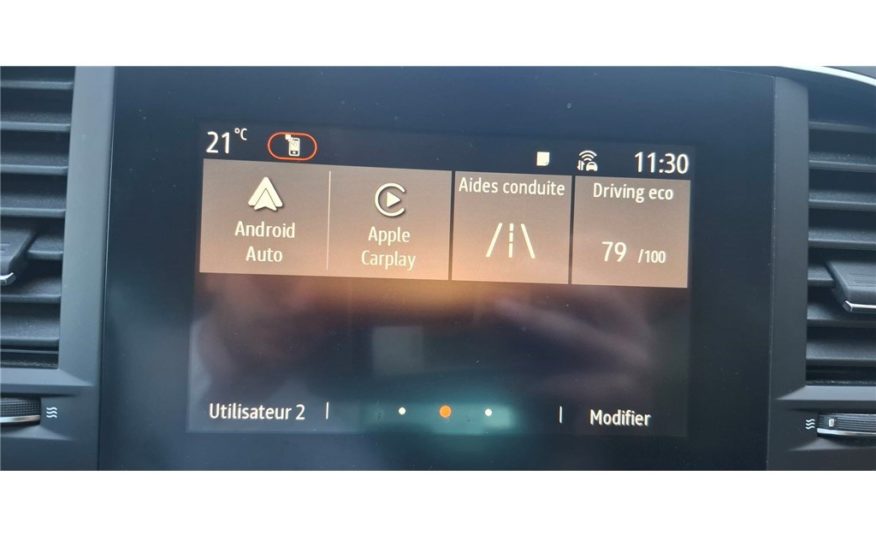 21°C
11:30
Android
Auto
Apple
Carplay
Aides conduite
Driving eco
79 /100
Utilisateur 2
Modifier